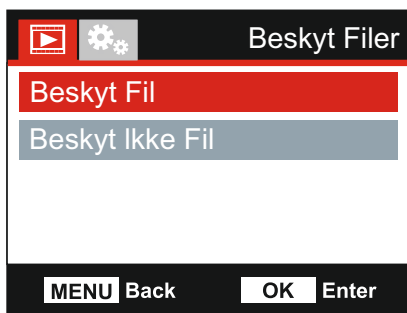 Beskyt Filer
Beskyt Fil
Beskyt Ikke Fil
MENU Back OK Enter